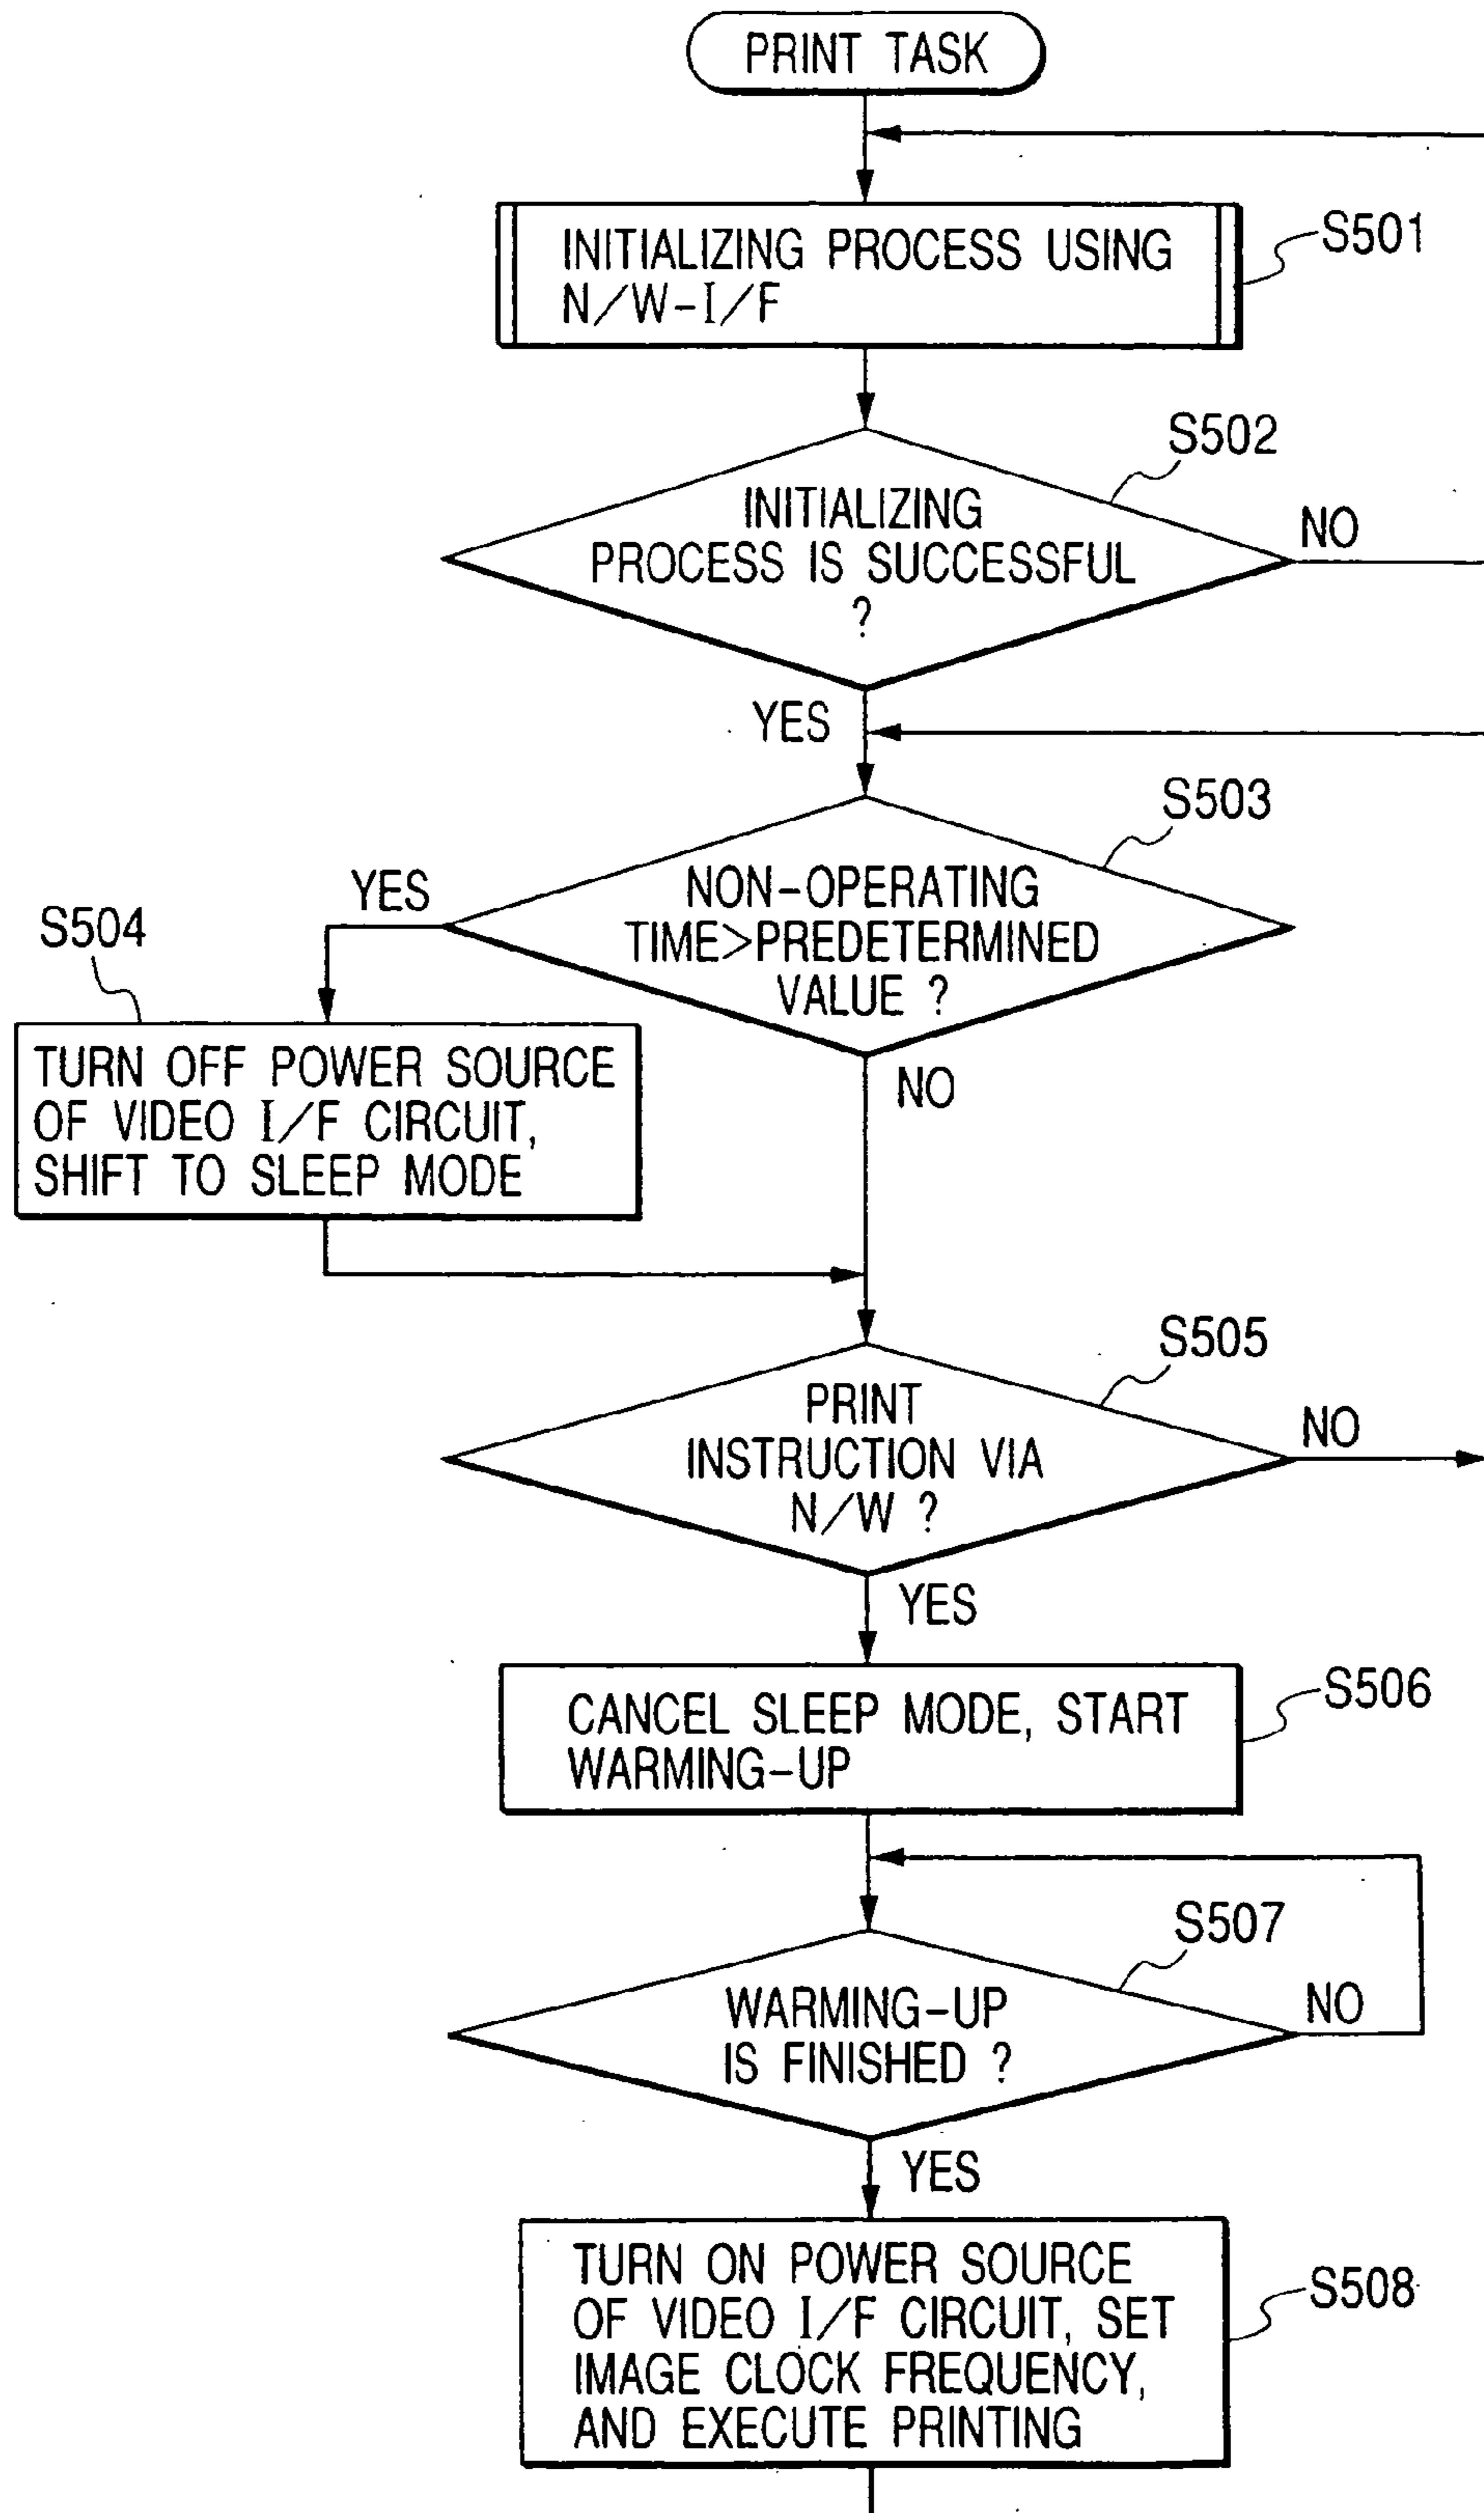 PRINT TASK
INITIALIZING PROCESS USING
N/W-I/F
S501
S502
INITIALIZING
PROCESS IS SUCCESSFUL
?
NO
YES
S503
NON-OPERATING
TIME>PREDETERMINED
VALUE ?
YES
NO
S504
TURN OFF POWER SOURCE
OF VIDEO I/F CIRCUIT,
SHIFT TO SLEEP MODE
S505
PRINT
INSTRUCTION VIA
N/W ?
NO
YES
CANCEL SLEEP MODE, START
WARMING-UP
S506
S507
WARMING-UP
IS FINISHED ?
NO
YES
TURN ON POWER SOURCE
OF VIDEO I/F CIRCUIT, SET
IMAGE CLOCK FREQUENCY,
AND EXECUTE PRINTING
S508